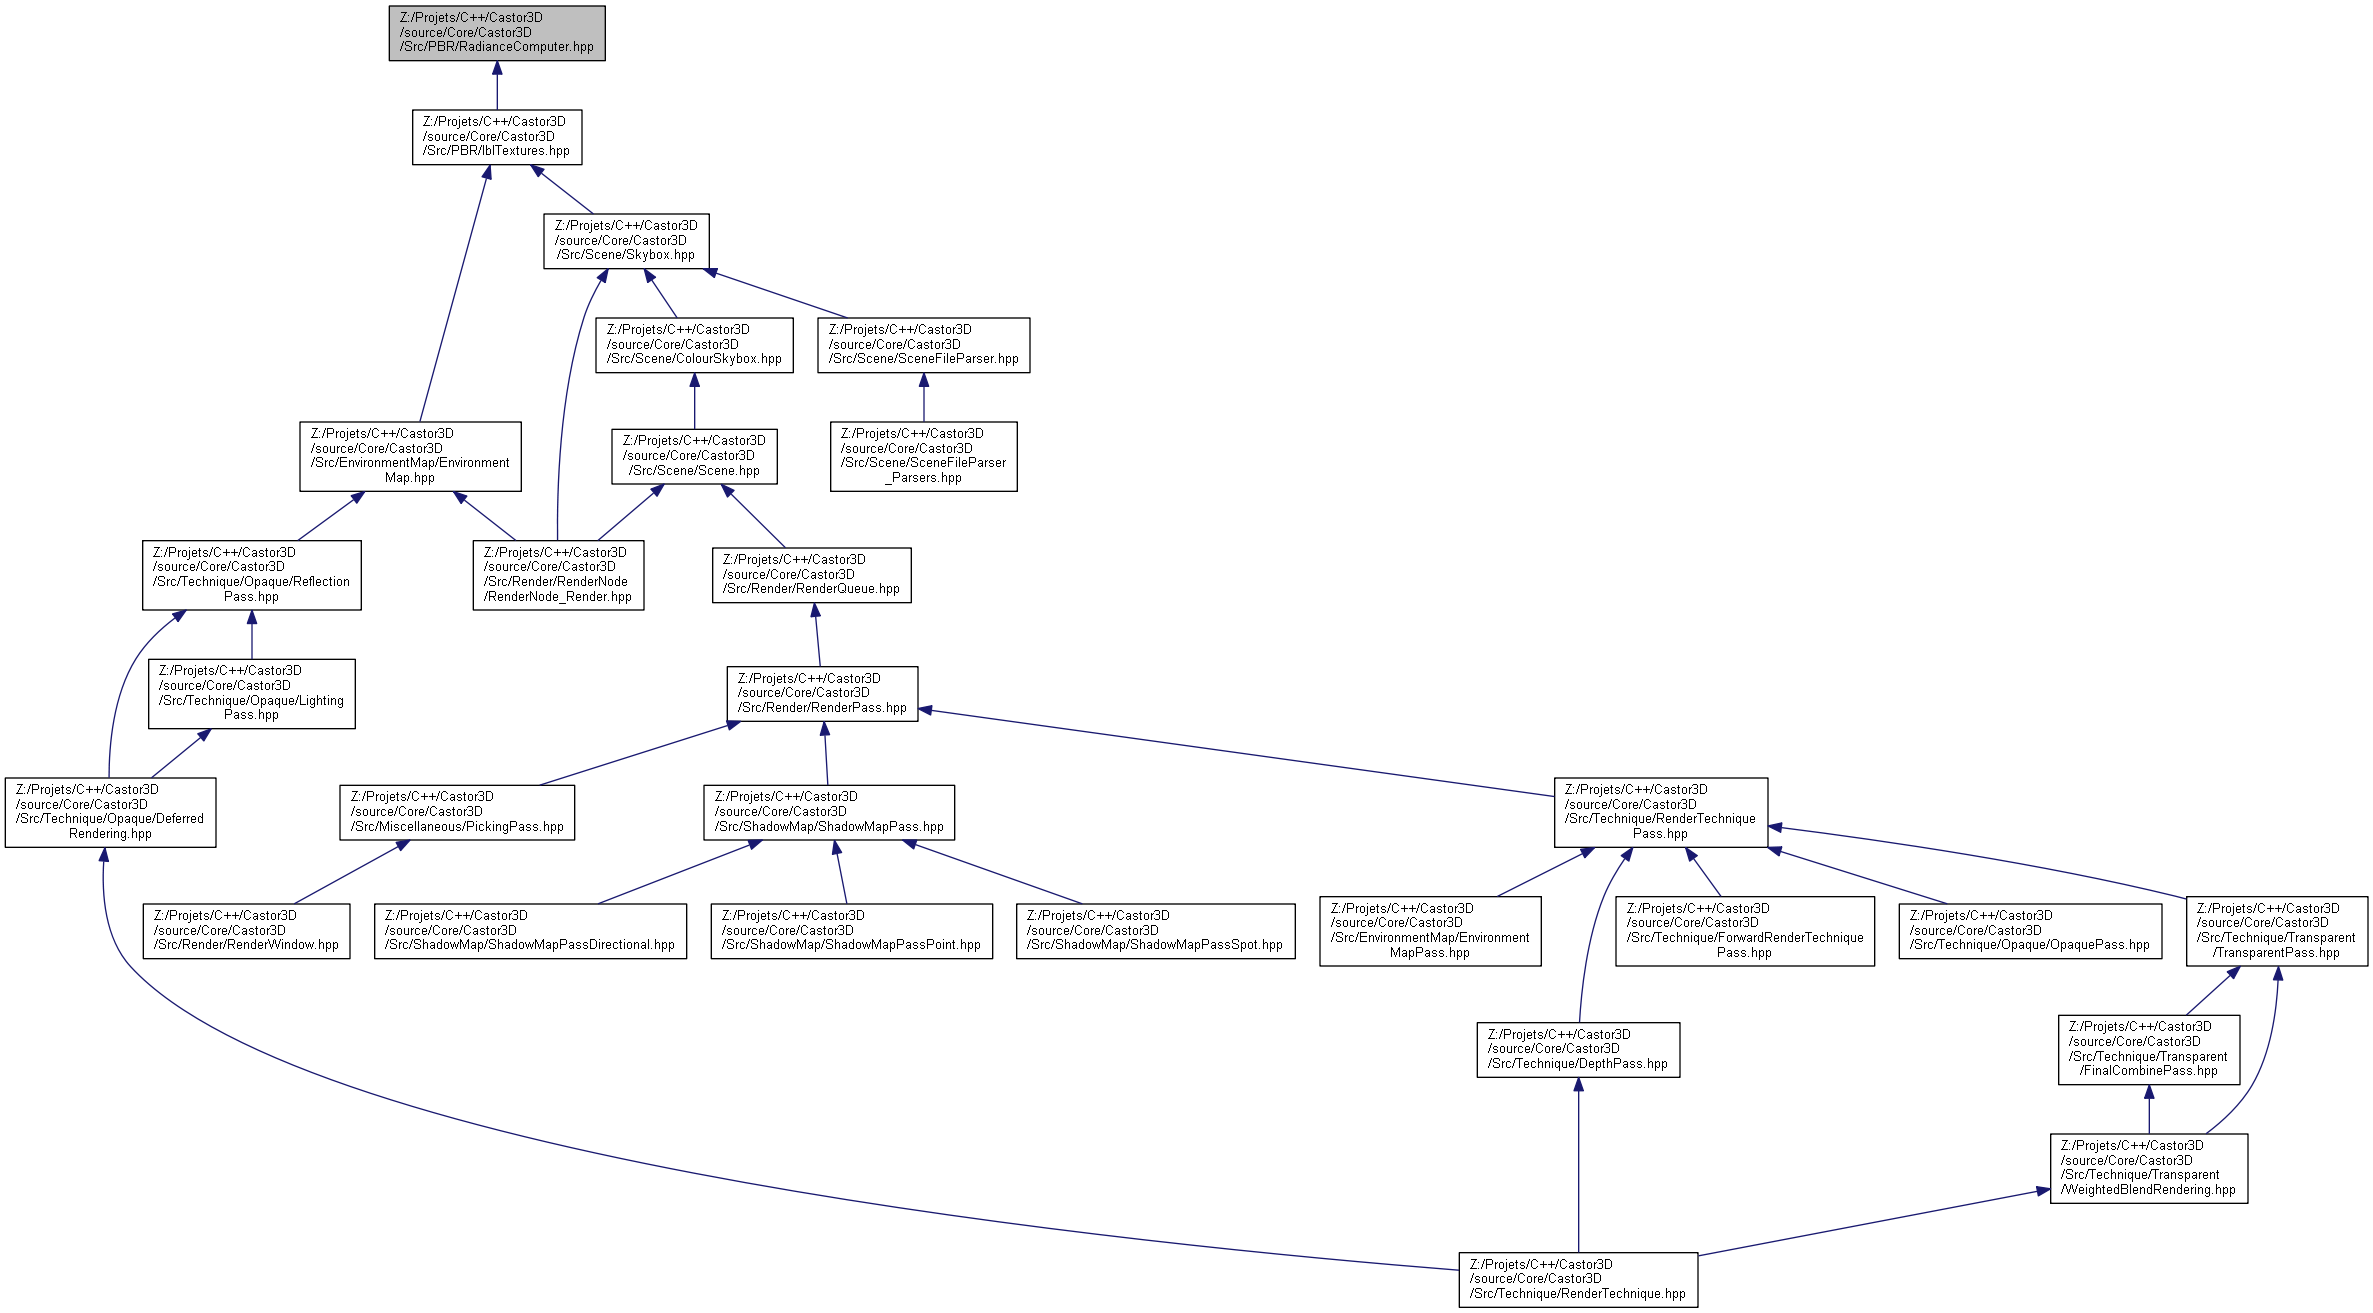 Z:/Projets/C++/Castor3D
/source/Core/Castor3D
/Src/PBR/RadianceComputer.hpp
Z:/Projets/C++/Castor3D
/source/Core/Castor3D
/Src/PBR/IblTextures.hpp
Z:/Projets/C++/Castor3D
/source/Core/Castor3D
/Src/Scene/Skybox.hpp
Z:/Projets/C++/Castor3D
/source/Core/Castor3D
/Src/Scene/ColourSkybox.hpp
Z:/Projets/C++/Castor3D
/source/Core/Castor3D
/Src/Scene/SceneFileParser.hpp
Z:/Projets/C++/Castor3D
/source/Core/Castor3D
/Src/EnvironmentMap/Environment
Map.hpp
Z:/Projets/C++/Castor3D
/source/Core/Castor3D
/Src/Scene/Scene.hpp
Z:/Projets/C++/Castor3D
/source/Core/Castor3D
/Src/Scene/SceneFileParser
_Parsers.hpp
Z:/Projets/C++/Castor3D
/source/Core/Castor3D
/Src/Technique/Opaque/Reflection
Pass.hpp
Z:/Projets/C++/Castor3D
/source/Core/Castor3D
/Src/Render/RenderNode
/RenderNode_Render.hpp
Z:/Projets/C++/Castor3D
/source/Core/Castor3D
/Src/Render/RenderQueue.hpp
Z:/Projets/C++/Castor3D
/source/Core/Castor3D
/Src/Technique/Opaque/Lighting
Pass.hpp
Z:/Projets/C++/Castor3D
/source/Core/Castor3D
/Src/Render/RenderPass.hpp
Z:/Projets/C++/Castor3D
/source/Core/Castor3D
/Src/Technique/Opaque/Deferred
Rendering.hpp
Z:/Projets/C++/Castor3D
/source/Core/Castor3D
/Src/Miscellaneous/PickingPass.hpp
Z:/Projets/C++/Castor3D
/source/Core/Castor3D
/Src/ShadowMap/ShadowMapPass.hpp
Z:/Projets/C++/Castor3D
/source/Core/Castor3D
/Src/Technique/RenderTechnique
Pass.hpp
Z:/Projets/C++/Castor3D
/source/Core/Castor3D
/Src/Render/RenderWindow.hpp
Z:/Projets/C++/Castor3D
/source/Core/Castor3D
/Src/ShadowMap/ShadowMapPassDirectional.hpp
Z:/Projets/C++/Castor3D
/source/Core/Castor3D
/Src/ShadowMap/ShadowMapPassPoint.hpp
Z:/Projets/C++/Castor3D
/source/Core/Castor3D
/Src/ShadowMap/ShadowMapPassSpot.hpp
Z:/Projets/C++/Castor3D
/source/Core/Castor3D
/Src/EnvironmentMap/Environment
MapPass.hpp
Z:/Projets/C++/Castor3D
/source/Core/Castor3D
/Src/Technique/ForwardRenderTechnique
Pass.hpp
Z:/Projets/C++/Castor3D
/source/Core/Castor3D
/Src/Technique/Opaque/OpaquePass.hpp
Z:/Projets/C++/Castor3D
/source/Core/Castor3D
/Src/Technique/Transparent
/TransparentPass.hpp
Z:/Projets/C++/Castor3D
/source/Core/Castor3D
/Src/Technique/DepthPass.hpp
Z:/Projets/C++/Castor3D
/source/Core/Castor3D
/Src/Technique/Transparent
/FinalCombinePass.hpp
Z:/Projets/C++/Castor3D
/source/Core/Castor3D
/Src/Technique/Transparent
/WeightedBlendRendering.hpp
Z:/Projets/C++/Castor3D
/source/Core/Castor3D
/Src/Technique/RenderTechnique.hpp